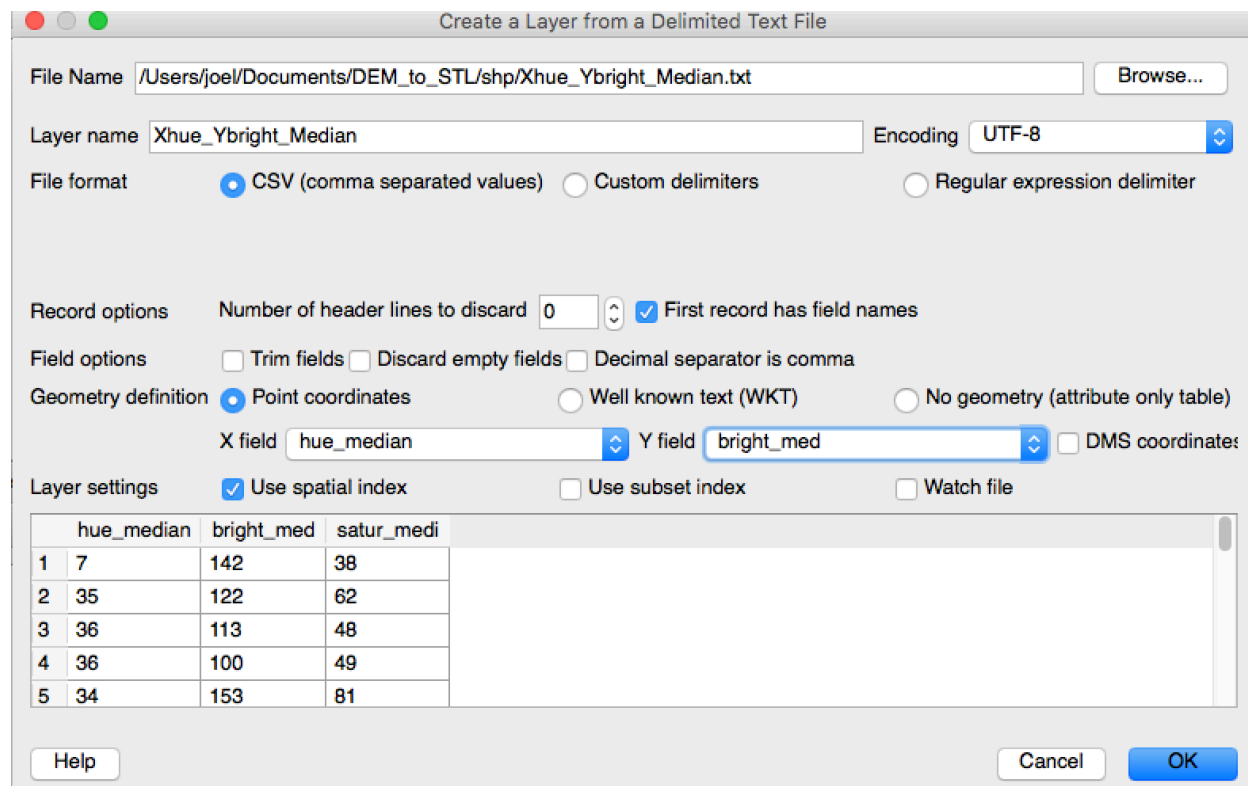 Create a Layer from a Delimited Text File
File Name /Users/joel/Documents/DEM_to_STL/shp/Xhue_Ybright_Median.txt Browse...
Layer name Xhue_Ybright_Median Encoding UTF-8
File format CSV (comma separated values) Custom delimiters Regular expression delimiter
Record options Number of header lines to discard 0 First record has field names
Field options Trim fields Discard empty fields Decimal separator is comma
Geometry definition Point coordinates Well known text (WKT) No geometry (attribute only table)
X field hue_median Y field bright_med DMS coordinates
Layer settings Use spatial index Use subset index Watch file
hue_median bright_med satur_medi
1 7 142 38
2 35 122 62
3 36 113 48
4 36 100 49
5 34 153 81
Help Cancel OK